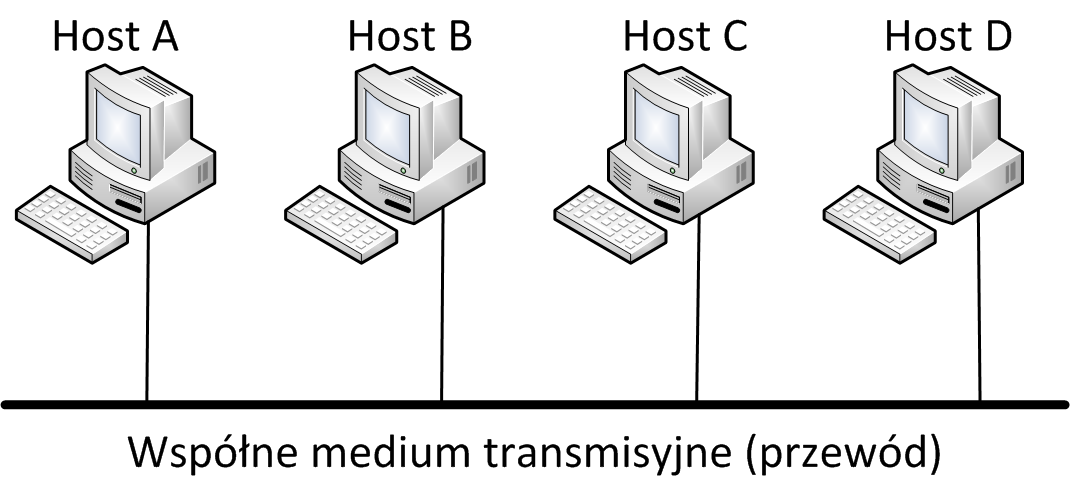 Host A Host B Host C Host D
Wspólne medium transmisyjne (przewód)